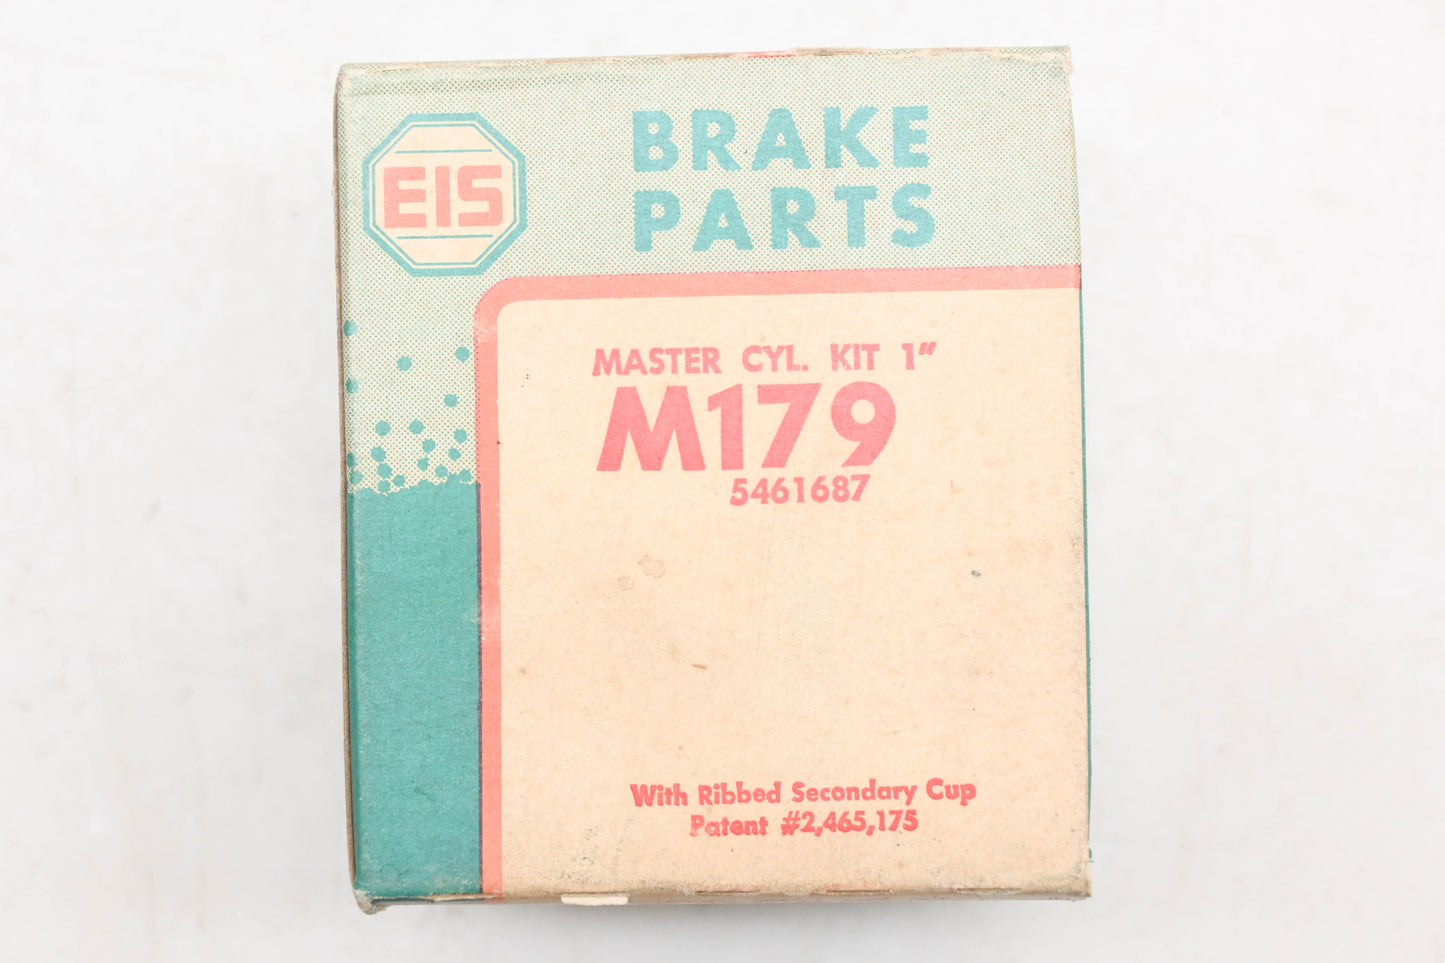 EIS
BRAKE
PARTS
MASTER CYL. KIT 1"
M179
5461687
With Ribbed Secondary Cup
Patent #2,465,175